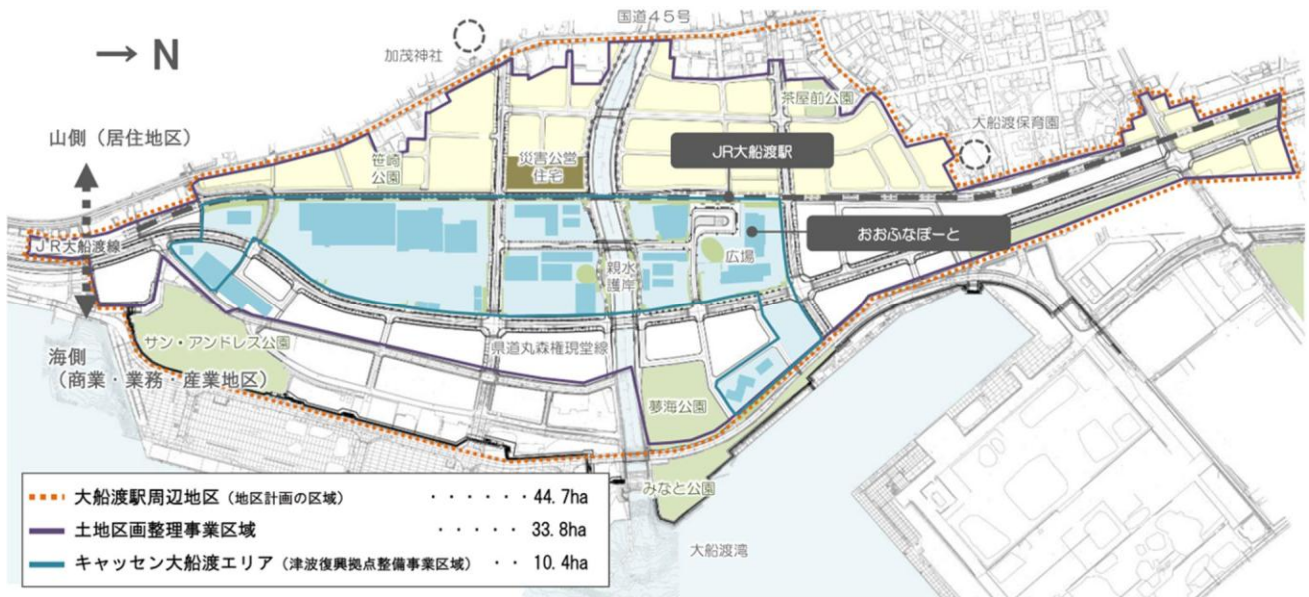 国道45号
→ N
加茂神社
茶屋前公園
大船渡保育園
山側（居住地区）
JR大船渡駅
笹崎
公園
災害公営
住宅
おおふなぽーと
JR大船渡線
広場
親水
護岸
サン・アンドレス公園
県道丸森権現堂線
海側
（商業・業務・産業地区）
夢海公園
みなと公園
大船渡湾
大船渡駅周辺地区（地区計画の区域） ・・・・・・44.7ha
土地区画整理事業区域 ・・・・・ 33.8ha
キャッセン大船渡エリア（津波復興拠点整備事業区域） ・・ 10.4ha